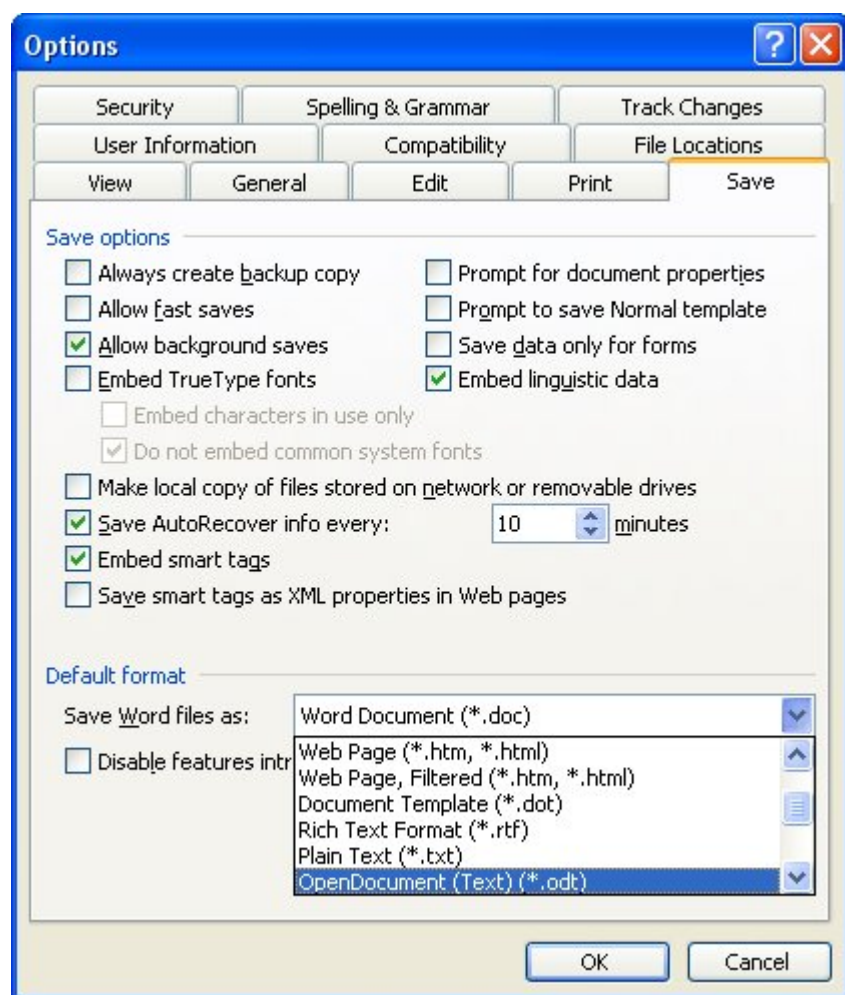 Options
Security Spelling & Grammar Track Changes
User Information Compatibility File Locations
View General Edit Print Save
Save options
Always create backup copy Prompt for document properties
Allow fast saves Prompt to save Normal template
Allow background saves Save data only for forms
Embed TrueType fonts Embed linguistic data
Embed characters in use only
Do not embed common system fonts
Make local copy of files stored on network or removable drives
Save AutoRecover info every: 10 minutes
Embed smart tags
Save smart tags as XML properties in Web pages
Default format
Save Word files as: Word Document (*.doc)
Disable features intr
Web Page (*.htm, *.html)
Web Page, Filtered (*.htm, *.html)
Document Template (*.dot)
Rich Text Format (*.rtf)
Plain Text (*.txt)
OpenDocument (Text) (*.odt)
OK Cancel